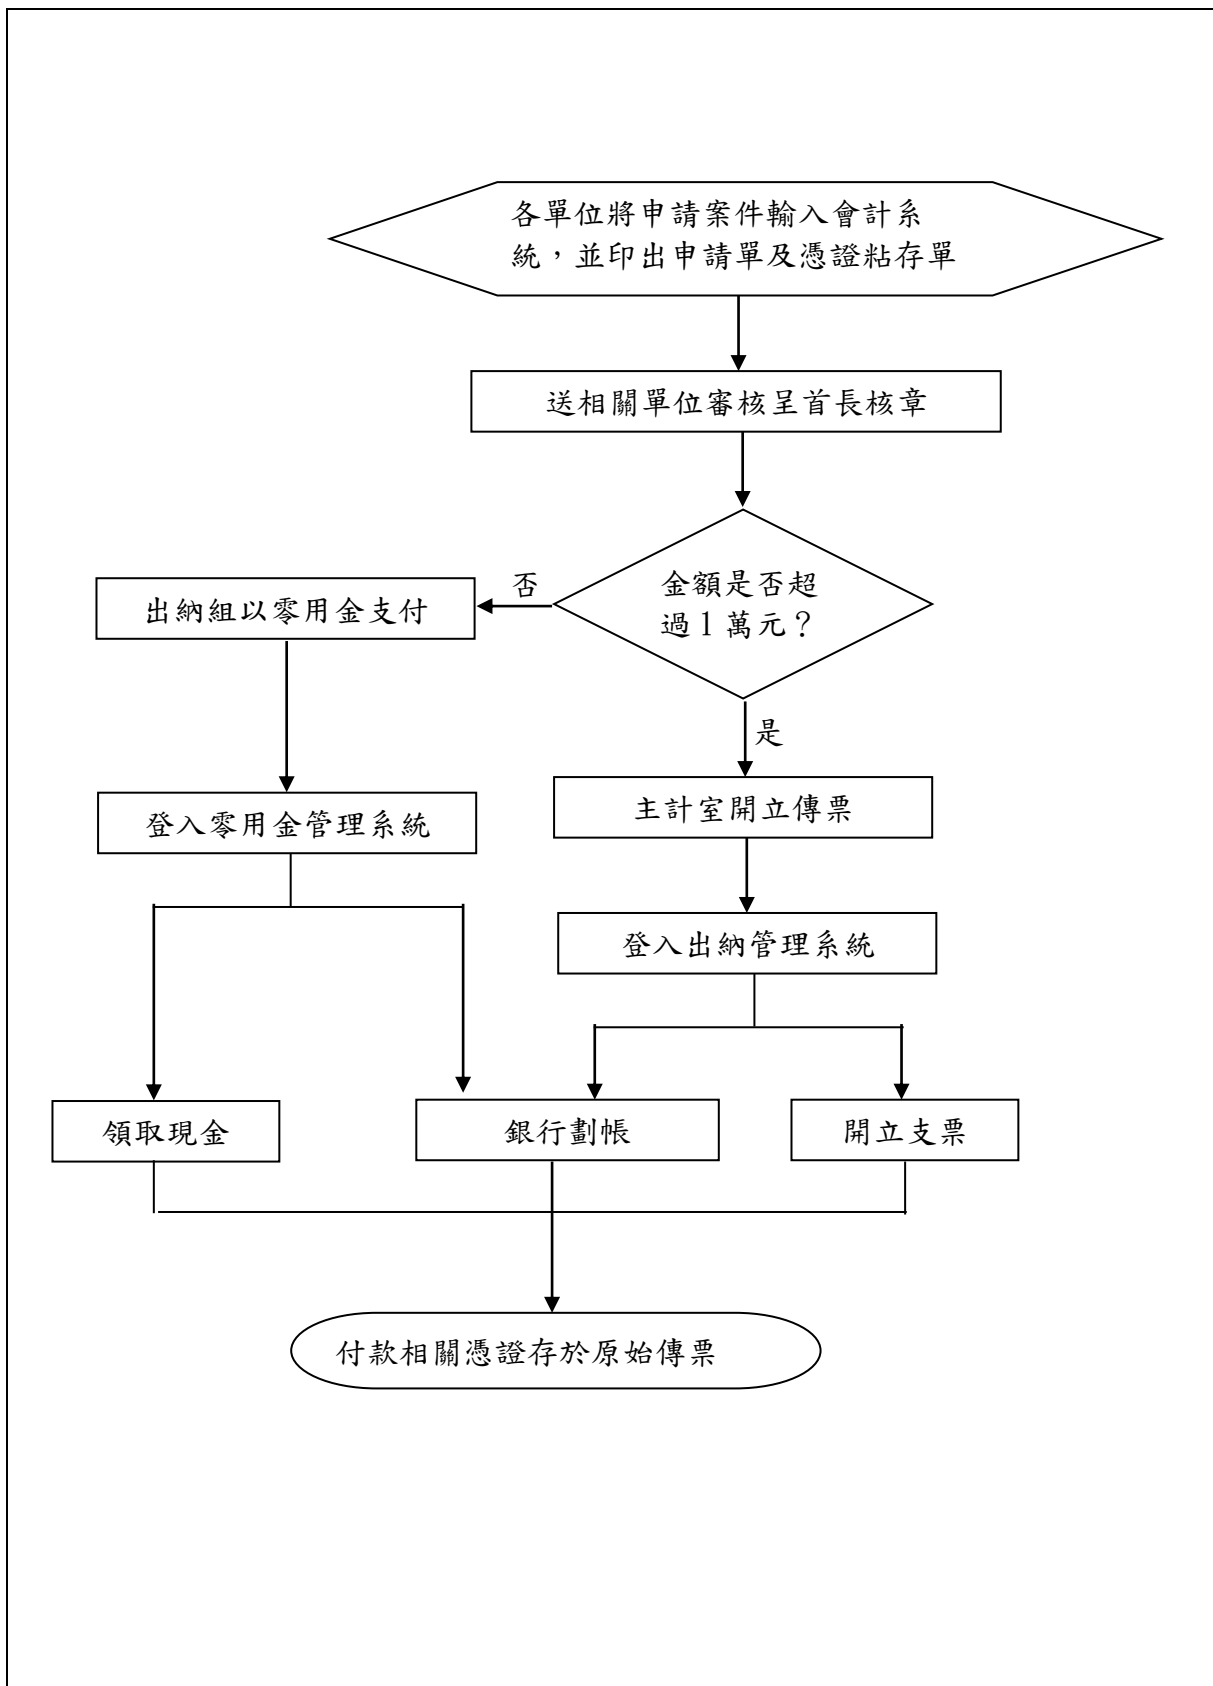 各單位將申請案件輸入會計系
統，並印出申請單及憑證粘存單
送相關單位審核呈首長核章
金額是否超
過1萬元？
否
出納組以零用金支付
是
主計室開立傳票
登入零用金管理系統
登入出納管理系統
領取現金
銀行劃帳
開立支票
付款相關憑證存於原始傳票